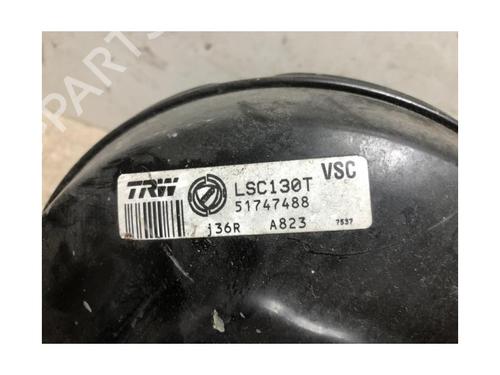 PARTS
TRW LSC130T VSC
51747488
j36R A823 7537